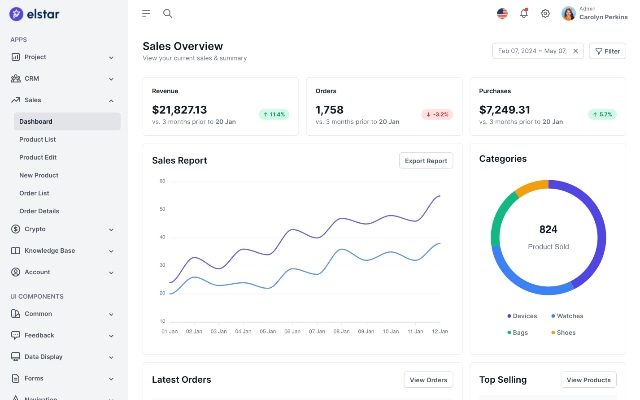 elstar
Admin
Carolyn Perkins
APPS
Project
CRM
Sales
Dashboard
Product List
Product Edit
New Product
Order List
Order Details
Crypto
Knowledge Base
Account
UI COMPONENTS
Common
Feedback
Data Display
Forms
Navigation
Sales Overview
View your current sales & summary
Feb 07, 2024 ~ May 07,
Filter
Revenue
$21,827.13
↑ 11.4%
vs. 3 months prior to 20 Jan
Orders
1,758
↓ -3.2%
vs. 3 months prior to 20 Jan
Purchases
$7,249.31
↑ 5.7%
vs. 3 months prior to 20 Jan
Sales Report
Export Report
60
50
40
30
20
10
01 Jan 02 Jan 03 Jan 04 Jan 05 Jan 06 Jan 07 Jan 08 Jan 09 Jan 10 Jan 11 Jan 12 Jan
Categories
824
Product Sold
Devices Watches
Bags Shoes
Latest Orders
View Orders
Top Selling
View Products